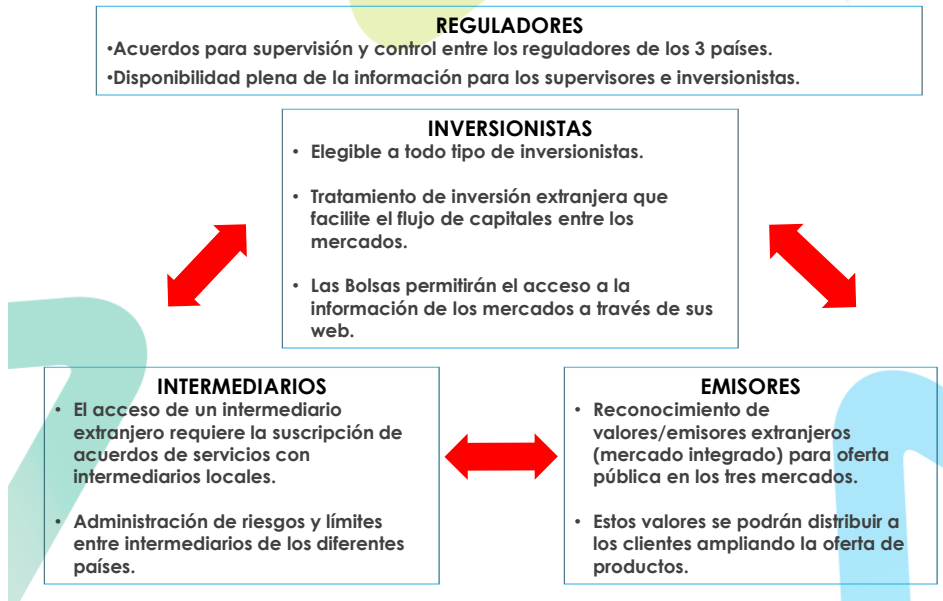 REGULADORES
•Acuerdos para supervisión y control entre los reguladores de los 3 países.
•Disponibilidad plena de la información para los supervisores e inversionistas.
INVERSIONISTAS
• Elegible a todo tipo de inversionistas.
• Tratamiento de inversión extranjera que
facilite el flujo de capitales entre los
mercados.
• Las Bolsas permitirán el acceso a la
información de los mercados a través de sus
web.
INTERMEDIARIOS
• El acceso de un intermediario
extranjero requiere la suscripción de
acuerdos de servicios con
intermediarios locales.
• Administración de riesgos y límites
entre intermediarios de los diferentes
países.
EMISORES
• Reconocimiento de
valores/emisores extranjeros
(mercado integrado) para oferta
pública en los tres mercados.
• Estos valores se podrán distribuir a
los clientes ampliando la oferta de
productos.